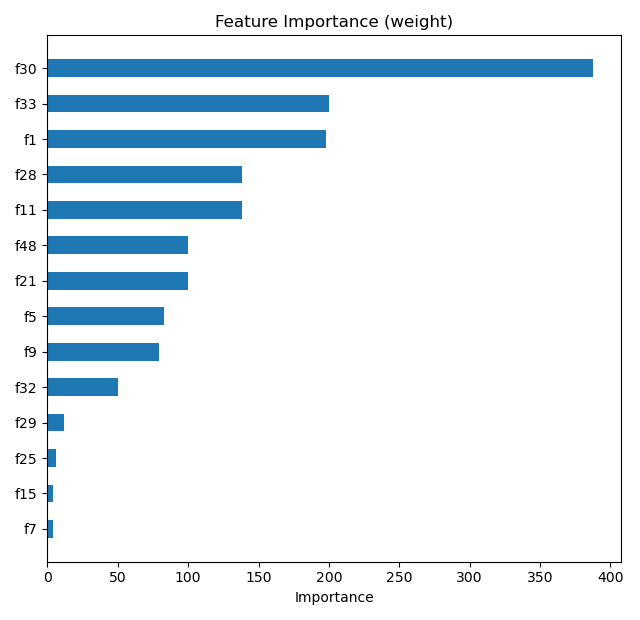 Feature Importance (weight)
f30
f33
f1
f28
f11
f48
f21
f5
f9
f32
f29
f25
f15
f7
0 50 100 150 200 250 300 350 400
Importance